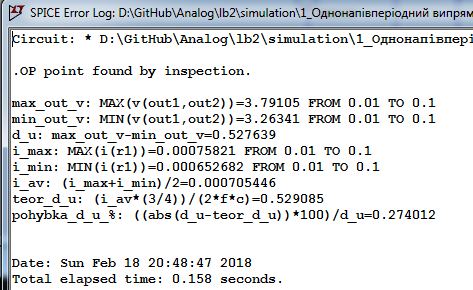 SPICE Error Log: D:\GitHub\Analog\lb2\simulation\1_Однонапівперіодний випрям
Circuit: * D:\GitHub\Analog\lb2\simulation\1_Однонапівпері
.OP point found by inspection.
max_out_v: MAX(v(out1,out2))=3.79105 FROM 0.01 TO 0.1
min_out_v: MIN(v(out1,out2))=3.26341 FROM 0.01 TO 0.1
d_u: max_out_v-min_out_v=0.527639
i_max: MAX(i(r1))=0.00075821 FROM 0.01 TO 0.1
i_min: MIN(i(r1))=0.000652682 FROM 0.01 TO 0.1
i_av: (i_max+i_min)/2=0.000705446
teor_d_u: (i_av*(3/4))/(2*f*c)=0.529085
pohybka_d_u_%: ((abs(d_u-teor_d_u))*100)/d_u=0.274012
Date: Sun Feb 18 20:48:47 2018
Total elapsed time: 0.158 seconds.